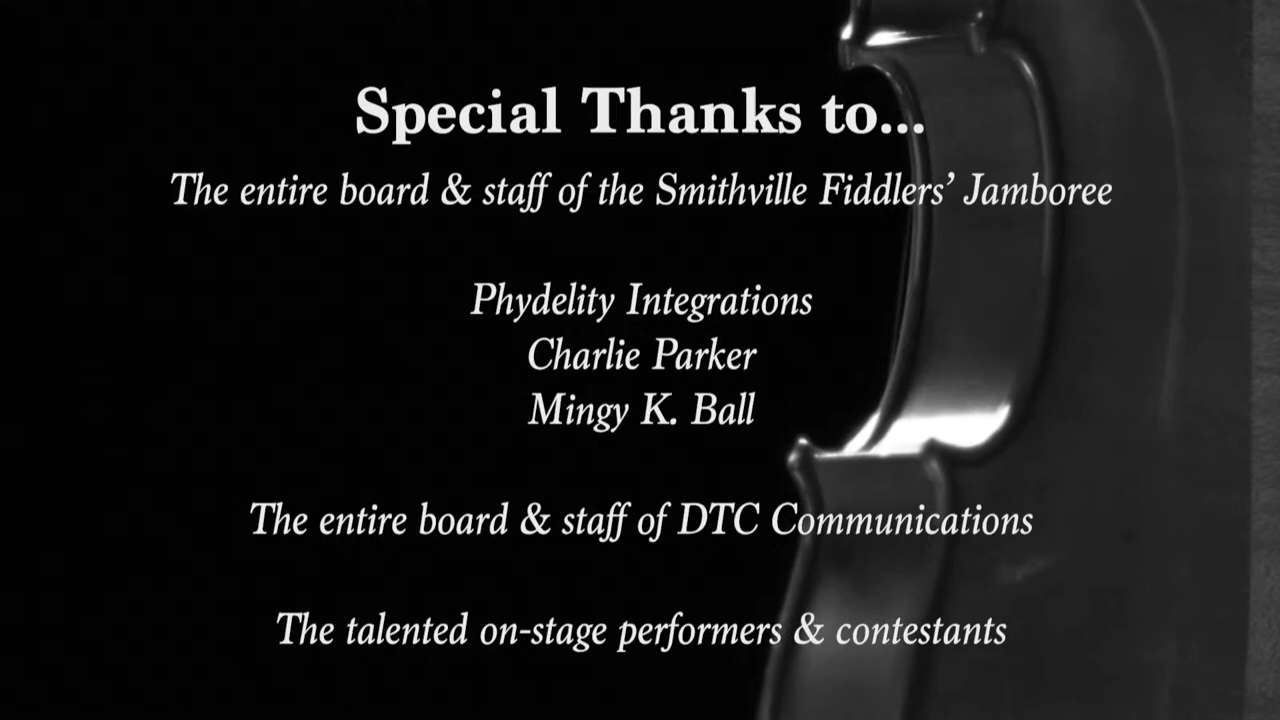 Special Thanks to...
The entire board & staff of the Smithville Fiddlers’ Jamboree
Phydelity Integrations
Charlie Parker
Mingy K. Ball
The entire board & staff of DTC Communications
The talented on-stage performers & contestants